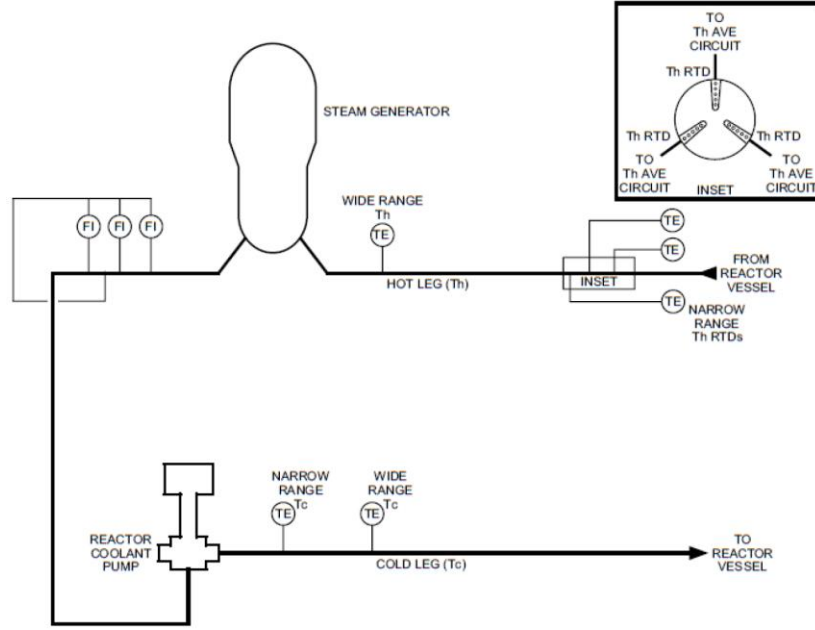 TO
Th AVE
CIRCUIT
Th RTD
Th RTD
Th RTD
TO
Th AVE
CIRCUIT
TO
Th AVE
CIRCUIT
INSET
STEAM GENERATOR
WIDE RANGE
Th
TE
FI
FI
FI
TE
TE
FROM
REACTOR
VESSEL
HOT LEG (Th)
INSET
TE
NARROW
RANGE
Th RTDs
NARROW
RANGE
Tc
TE
WIDE
RANGE
Tc
TE
REACTOR
COOLANT
PUMP
COLD LEG (Tc)
TO
REACTOR
VESSEL